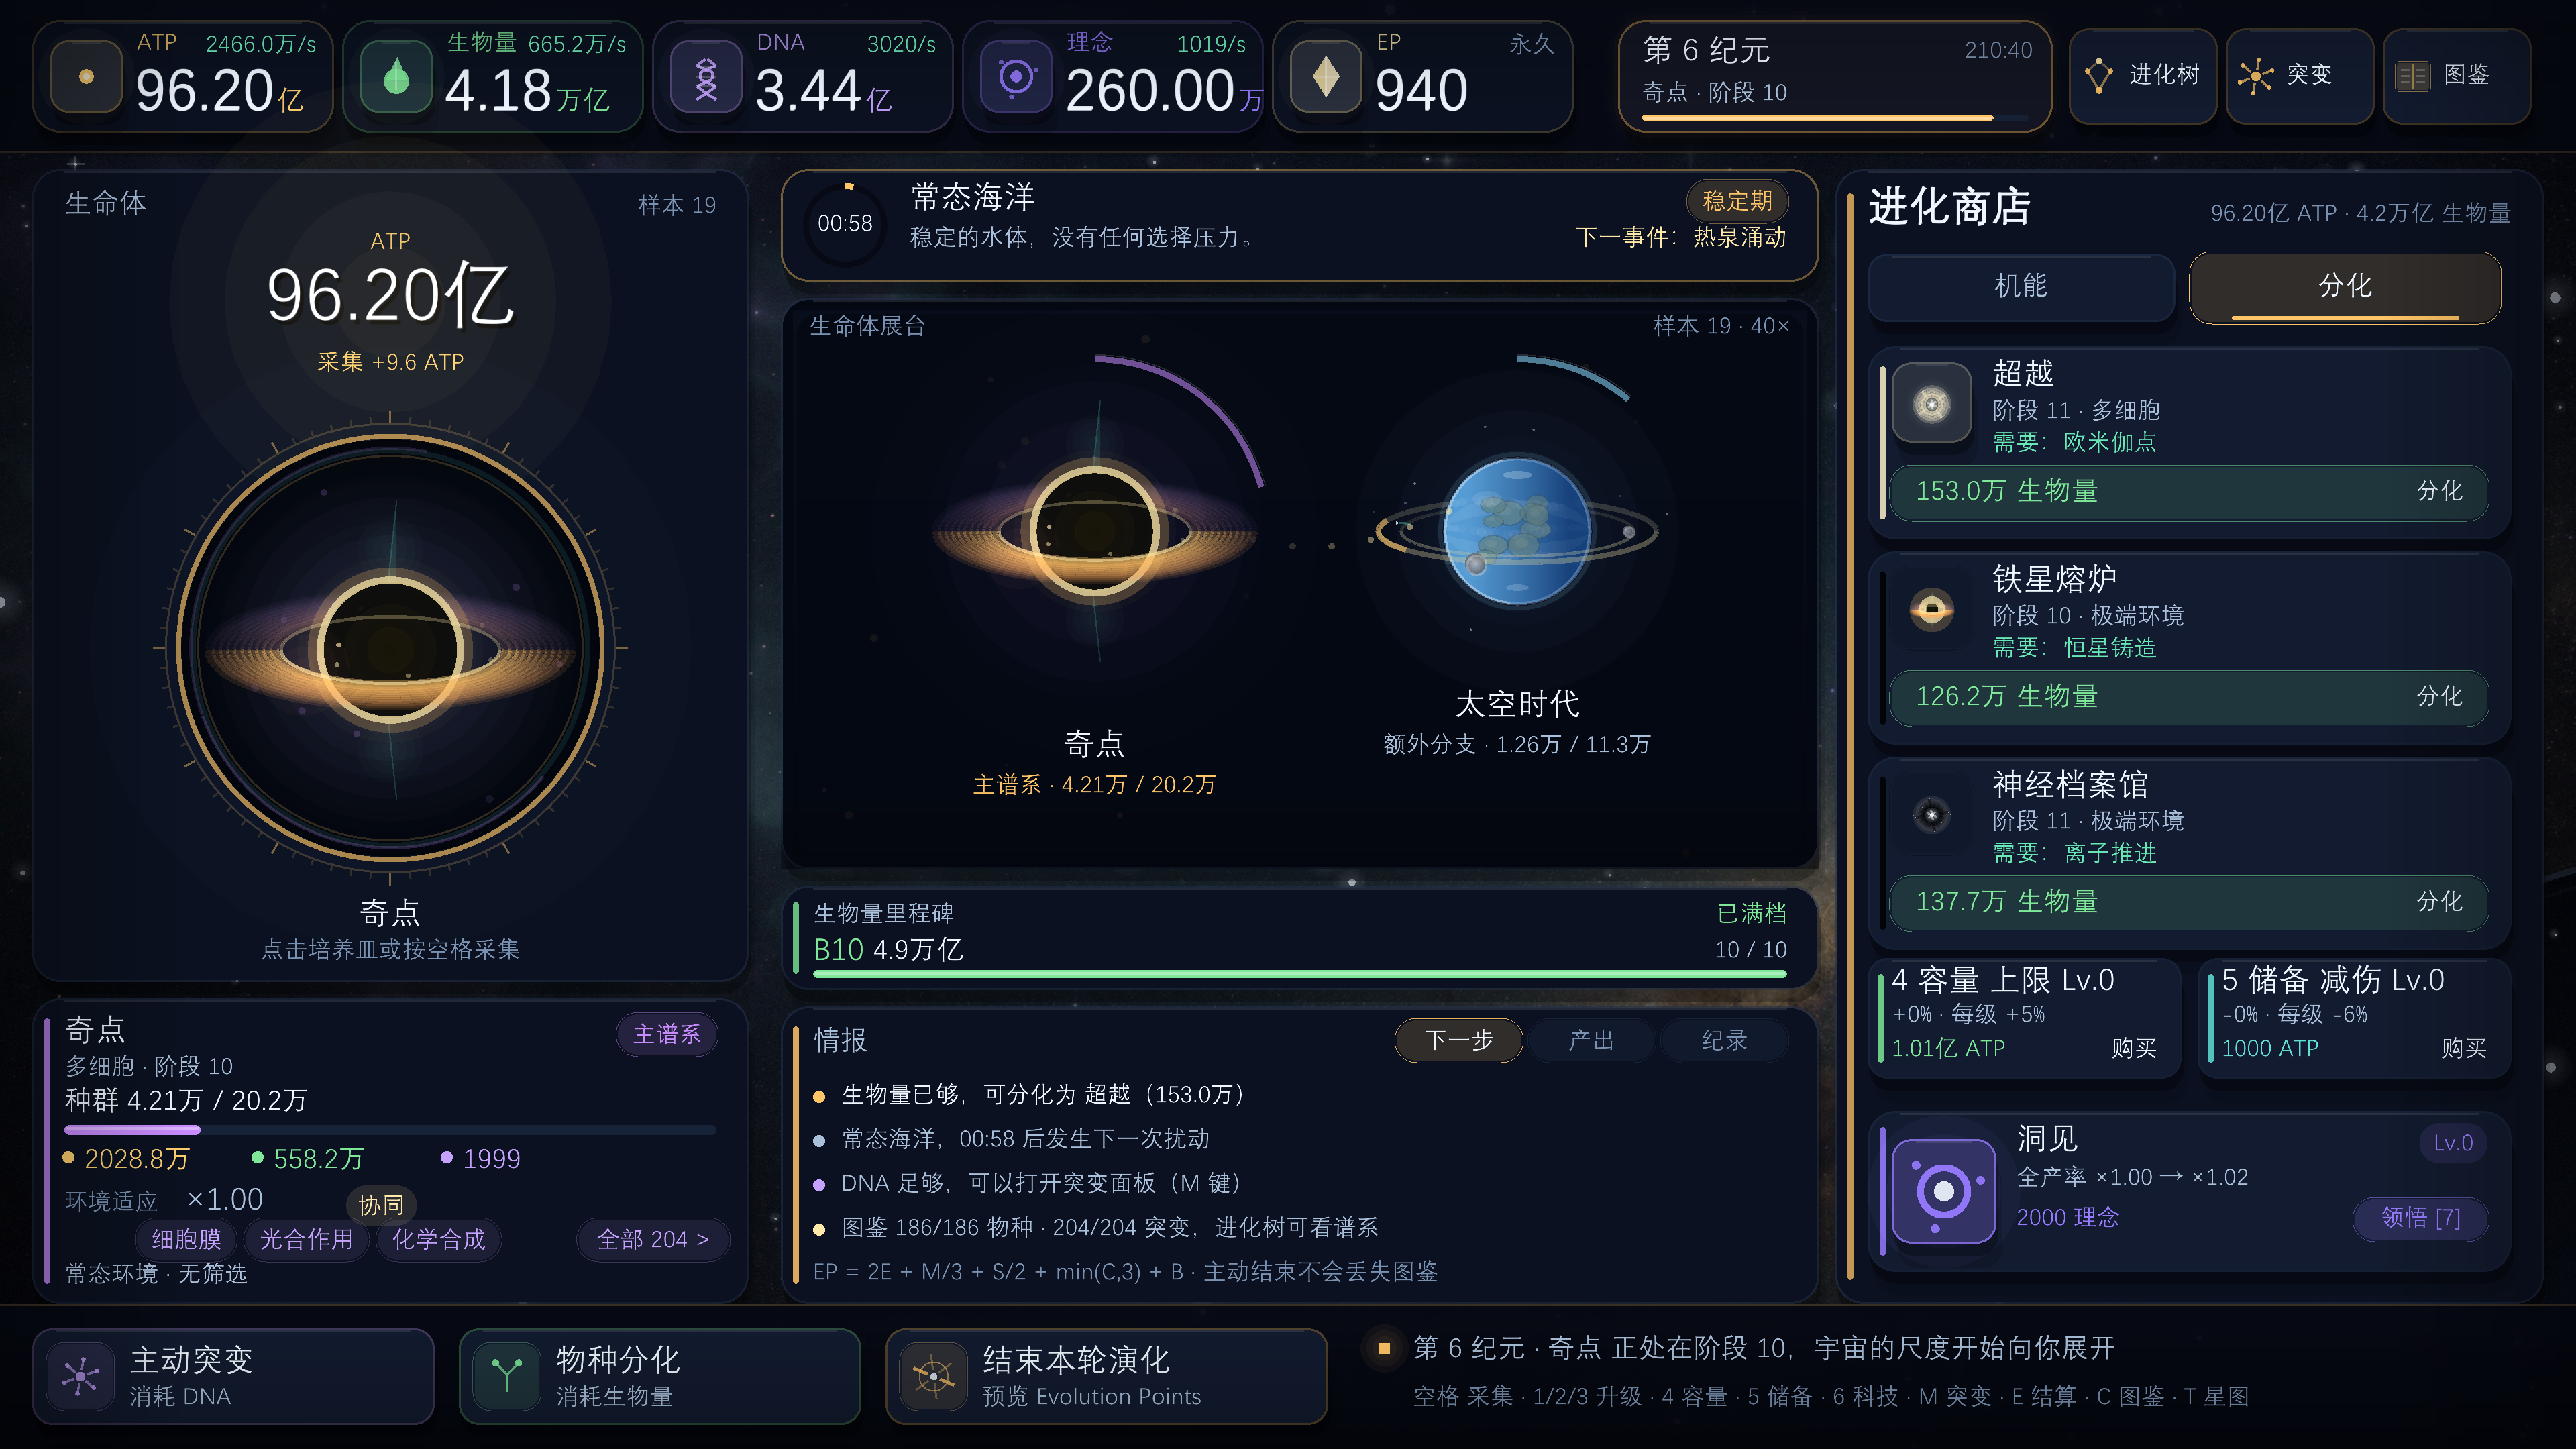 ATP 2466.0万/s
96.20亿
生物量 665.2万/s
4.18万亿
DNA 3020/s
3.44亿
理念 1019/s
260.00万
EP 永久
940
第 6 纪元 210:40
奇点 · 阶段 10
进化树
突变
图鉴
生命体 样本 19
ATP
96.20亿
采集 +9.6 ATP
奇点
点击培养皿或按空格采集
奇点 主谱系
多细胞 · 阶段 10
种群 4.21万 / 20.2万
2028.8万 558.2万 1999
环境适应 ×1.00 协同
细胞膜 光合作用 化学合成 全部 204 >
常态环境 · 无筛选
00:58
常态海洋 稳定期
稳定的水体，没有任何选择压力。 下一事件：热泉涌动
生命体展台 样本 19 · 40×
奇点
主谱系 · 4.21万 / 20.2万
太空时代
额外分支 · 1.26万 / 11.3万
生物量里程碑 已满档
B10 4.9万亿 10 / 10
情报 下一步 产出 纪录
生物量已够，可分化为 超越（153.0万）
常态海洋，00:58 后发生下一次扰动
DNA 足够，可以打开突变面板（M 键）
图鉴 186/186 物种 · 204/204 突变，进化树可看谱系
EP = 2E + M/3 + S/2 + min(C,3) + B · 主动结束不会丢失图鉴
进化商店 96.20亿 ATP · 4.2万亿 生物量
机能 分化
超越
阶段 11 · 多细胞
需要：欧米伽点
153.0万 生物量 分化
铁星熔炉
阶段 10 · 极端环境
需要：恒星铸造
126.2万 生物量 分化
神经档案馆
阶段 11 · 极端环境
需要：离子推进
137.7万 生物量 分化
4 容量 上限 Lv.0
+0% · 每级 +5%
1.01亿 ATP 购买
5 储备 减伤 Lv.0
-0% · 每级 -6%
1000 ATP 购买
洞见 Lv.0
全产率 ×1.00 → ×1.02
2000 理念 领悟 [7]
主动突变
消耗 DNA
物种分化
消耗生物量
结束本轮演化
预览 Evolution Points
第 6 纪元 · 奇点 正处在阶段 10，宇宙的尺度开始向你展开
空格 采集 · 1/2/3 升级 · 4 容量 · 5 储备 · 6 科技 · M 突变 · E 结算 · C 图鉴 · T 星图